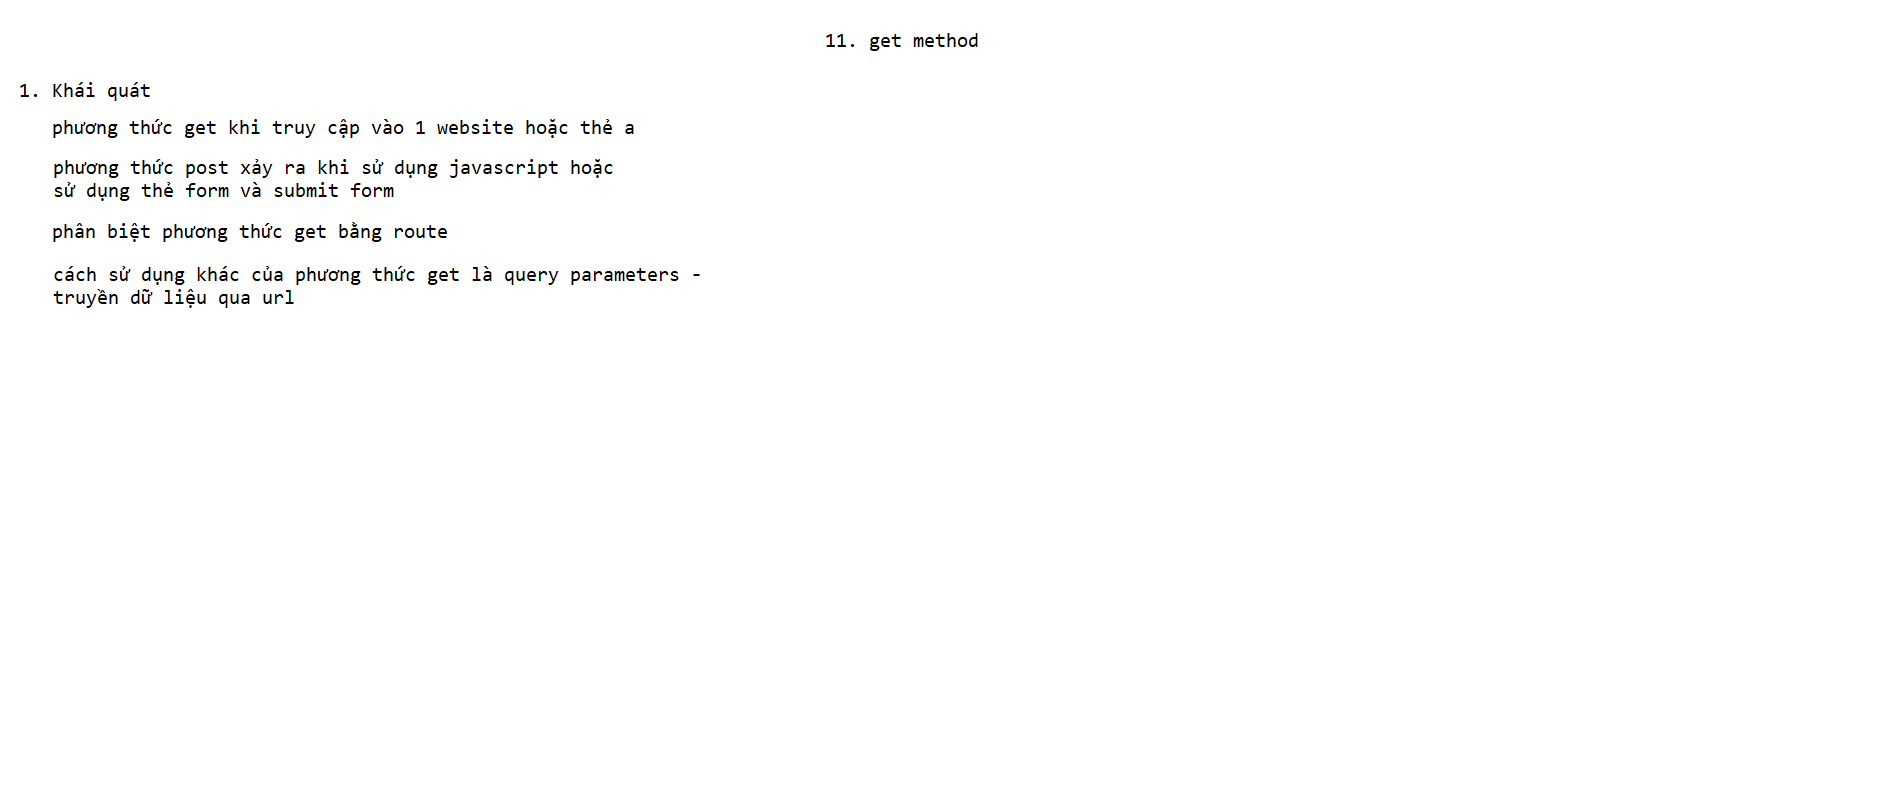 11. get method
1. Khái quát
phương thức get khi truy cập vào 1 website hoặc thẻ a
phương thức post xảy ra khi sử dụng javascript hoặc
sử dụng thẻ form và submit form
phân biệt phương thức get bằng route
cách sử dụng khác của phương thức get là query parameters -
truyền dữ liệu qua url